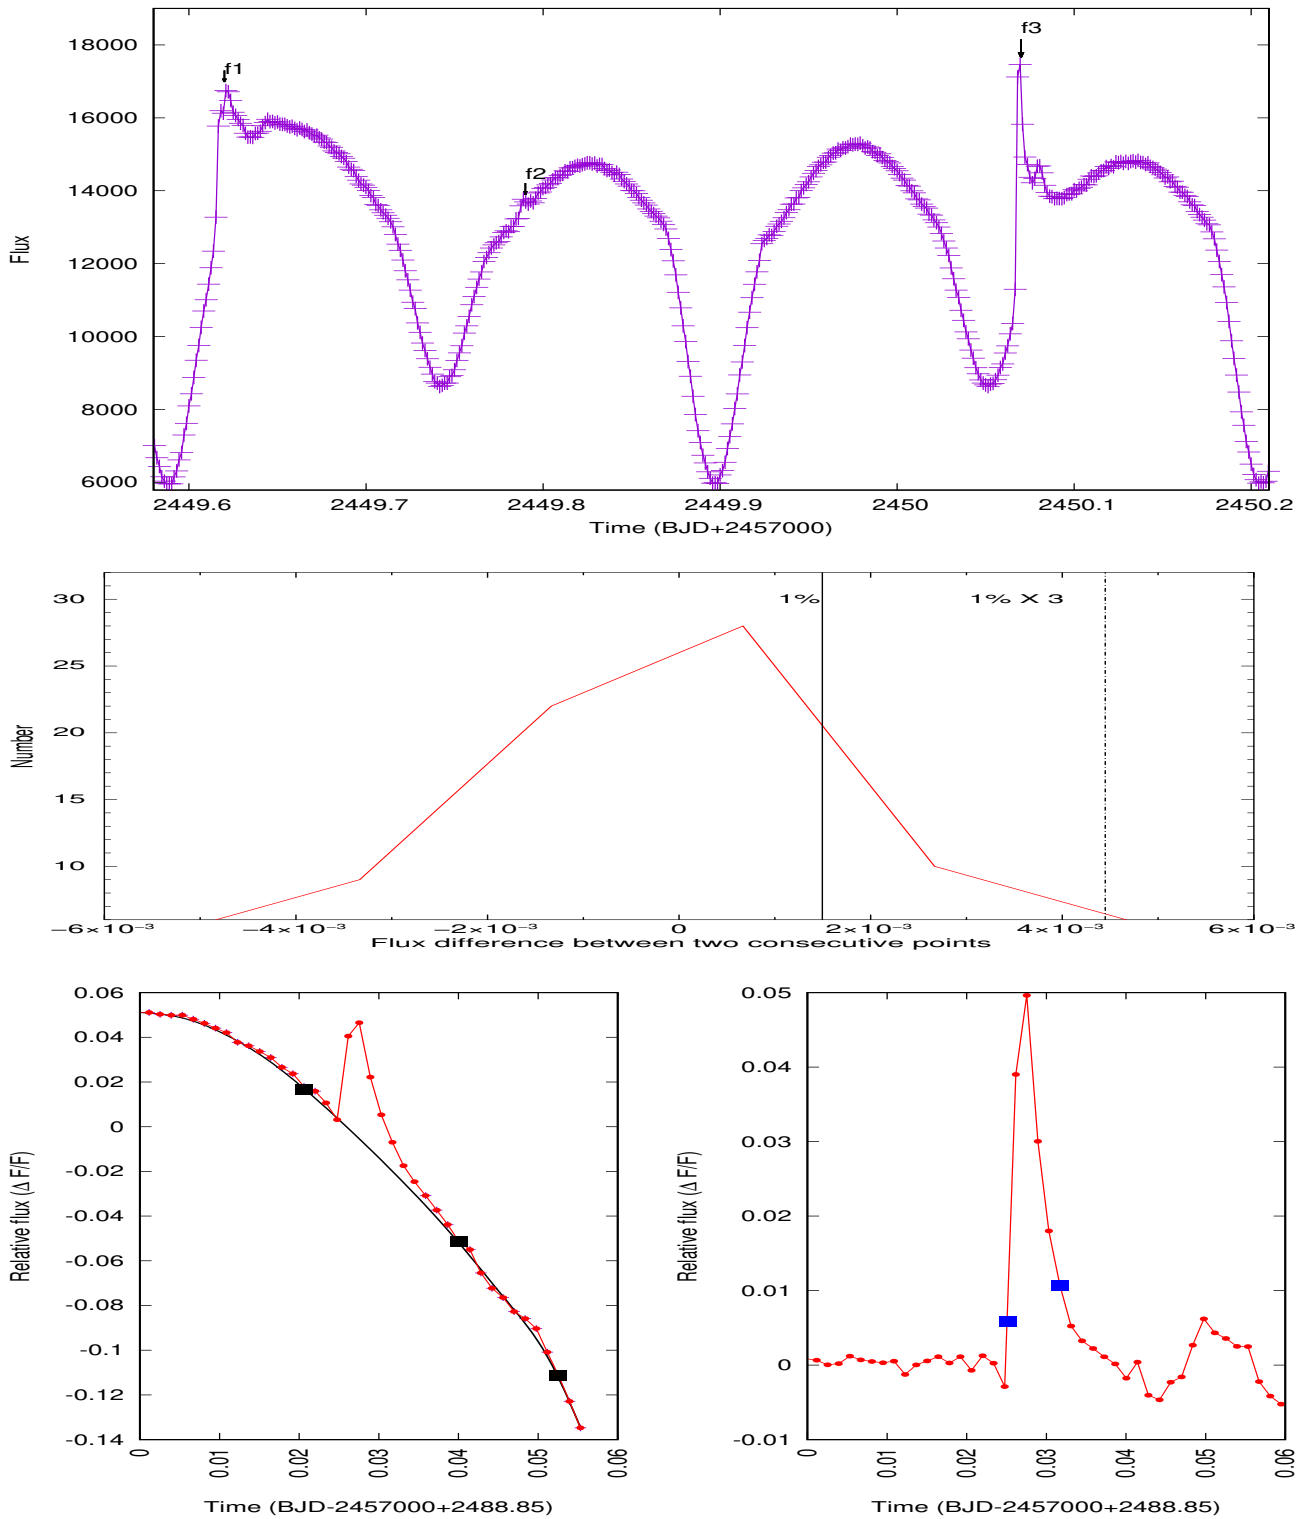 18000
16000
14000
12000
10000
8000
6000
Flux
f1
f2
f3
2449.6 2449.7 2449.8 2449.9 2450 2450.1 2450.2
Time (BJD+2457000)
30
25
20
15
10
Number
1% 1% X 3
−6×10⁻³ −4×10⁻³ −2×10⁻³ 0 2×10⁻³ 4×10⁻³ 6×10⁻³
Flux difference between two consecutive points
0.06
0.04
0.02
0
-0.02
-0.04
-0.06
-0.08
-0.1
-0.12
-0.14
Relative flux (Δ F/F)
0 0.01 0.02 0.03 0.04 0.05 0.06
Time (BJD-2457000+2488.85)
0.05
0.04
0.03
0.02
0.01
0
-0.01
Relative flux (Δ F/F)
0 0.01 0.02 0.03 0.04 0.05 0.06
Time (BJD-2457000+2488.85)